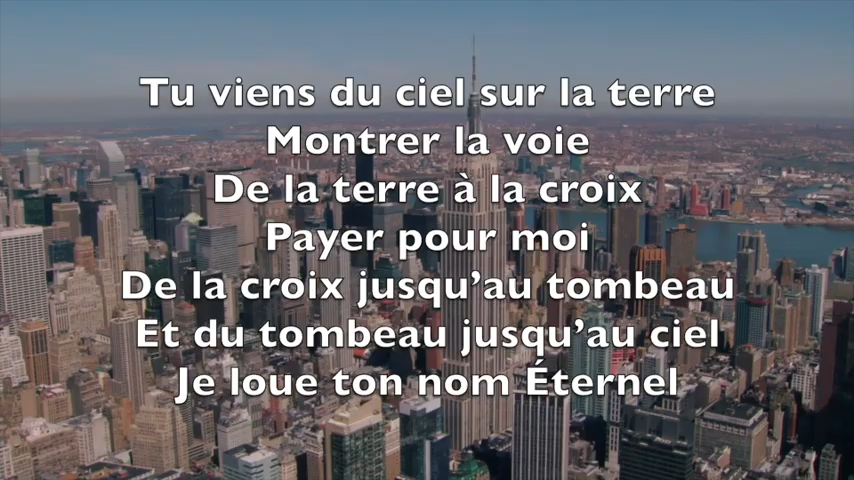 Tu viens du ciel sur la terre
Montrer la voie
De la terre à la croix
Payer pour moi
De la croix jusqu’au tombeau
Et du tombeau jusqu’au ciel
Je loue ton nom Éternel